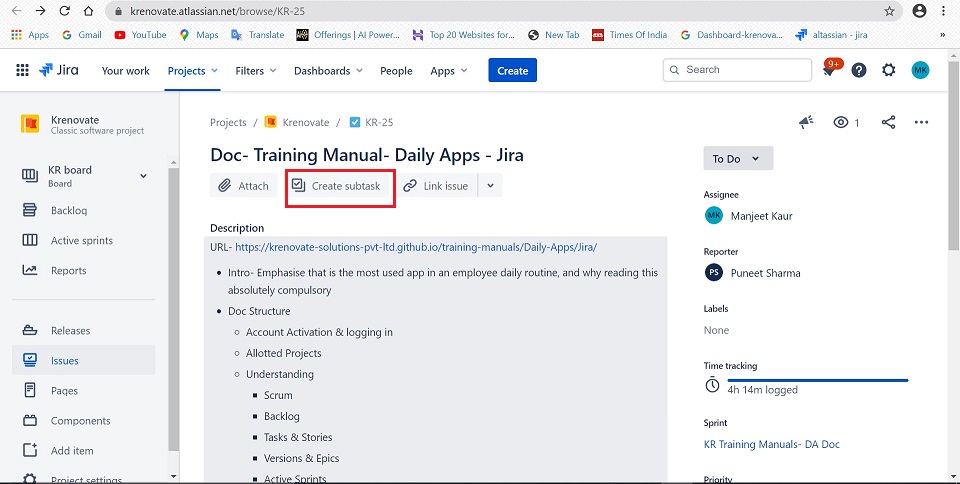 krenovate.atlassian.net/browse/KR-25
Apps Gmail YouTube Maps Translate Offerings | AI Power... Top 20 Websites for... New Tab Times Of India Dashboard-krenova... altassian - jira »
Jira Your work Projects Filters Dashboards People Apps Create Search 9+ MK
Krenovate
Classic software project
KR board
Board
Backlog
Active sprints
Reports
Releases
Issues
Pages
Components
Add item
Project settings
Projects / Krenovate / KR-25
1
Doc- Training Manual- Daily Apps - Jira
Attach Create subtask Link issue
Description
URL- https://krenovate-solutions-pvt-ltd.github.io/training-manuals/Daily-Apps/Jira/
Intro- Emphasise that is the most used app in an employee daily routine, and why reading this
absolutely compulsory
Doc Structure
Account Activation & logging in
Allotted Projects
Understanding
Scrum
Backlog
Tasks & Stories
Versions & Epics
Active Sprints
To Do
Assignee
MK Manjeet Kaur
Reporter
PS Puneet Sharma
Labels
None
Time tracking
4h 14m logged
Sprint
KR Training Manuals- DA Doc
Priority